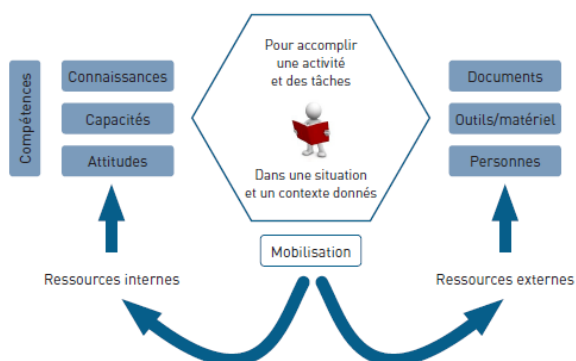 Compétences
Connaissances
Capacités
Attitudes
Ressources internes
Pour accomplir
une activité
et des tâches
Dans une situation
et un contexte donnés
Mobilisation
Documents
Outils/matériel
Personnes
Ressources externes